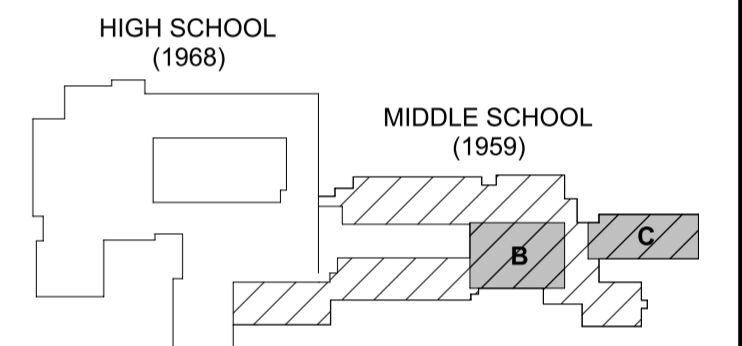 HIGH SCHOOL
(1968)
MIDDLE SCHOOL
(1959)
B
C